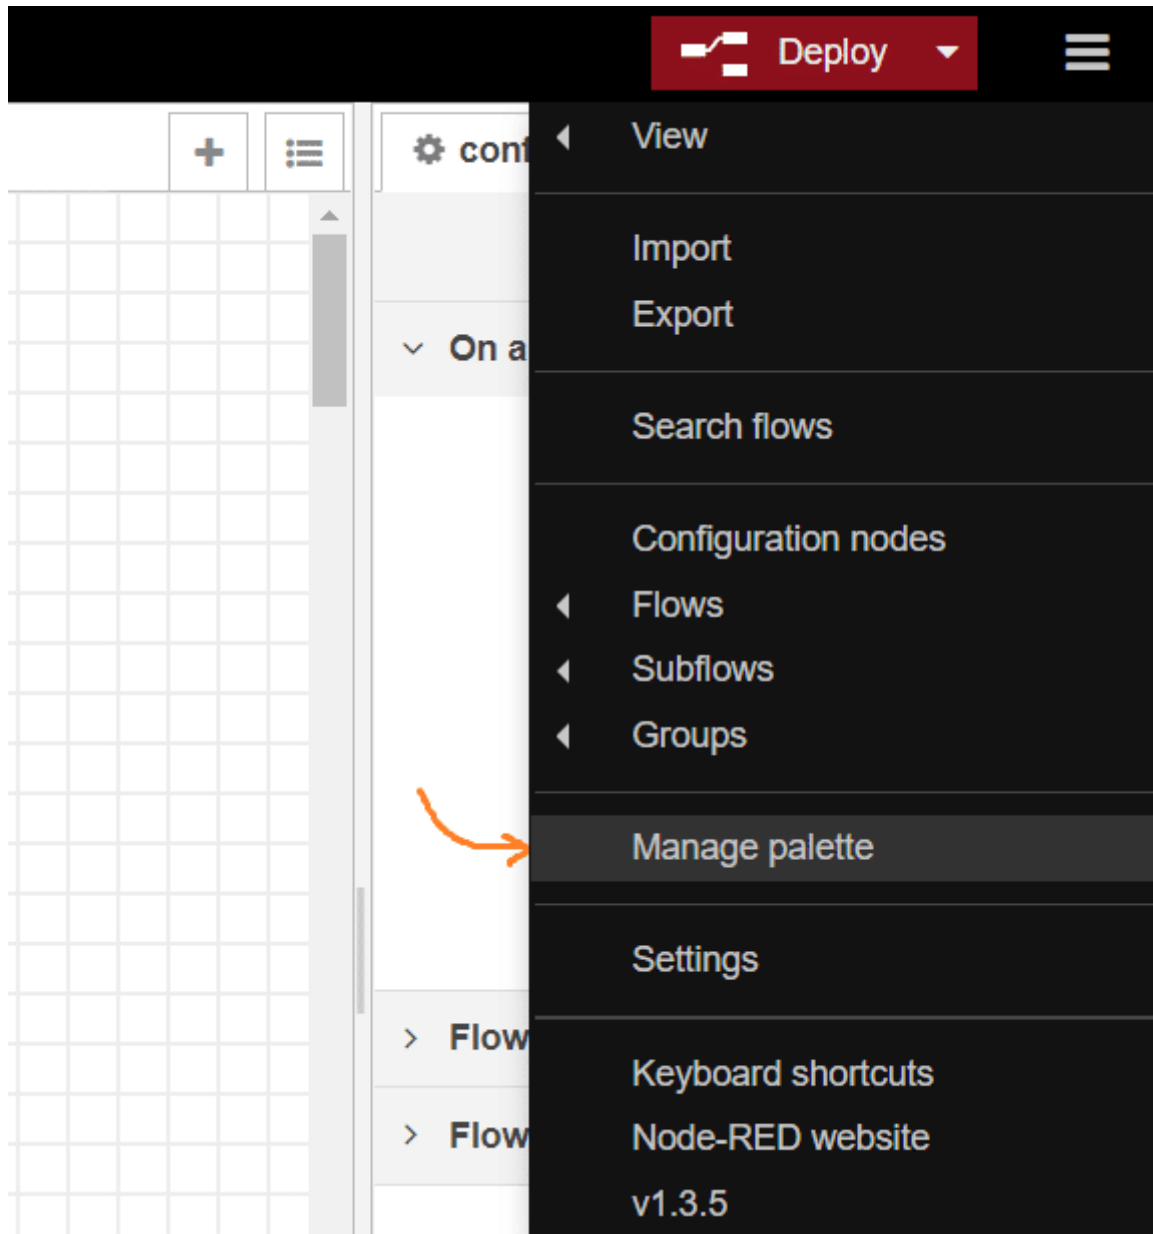 Deploy
conf
On a
Flow
Flow
View
Import
Export
Search flows
Configuration nodes
Flows
Subflows
Groups
Manage palette
Settings
Keyboard shortcuts
Node-RED website
v1.3.5